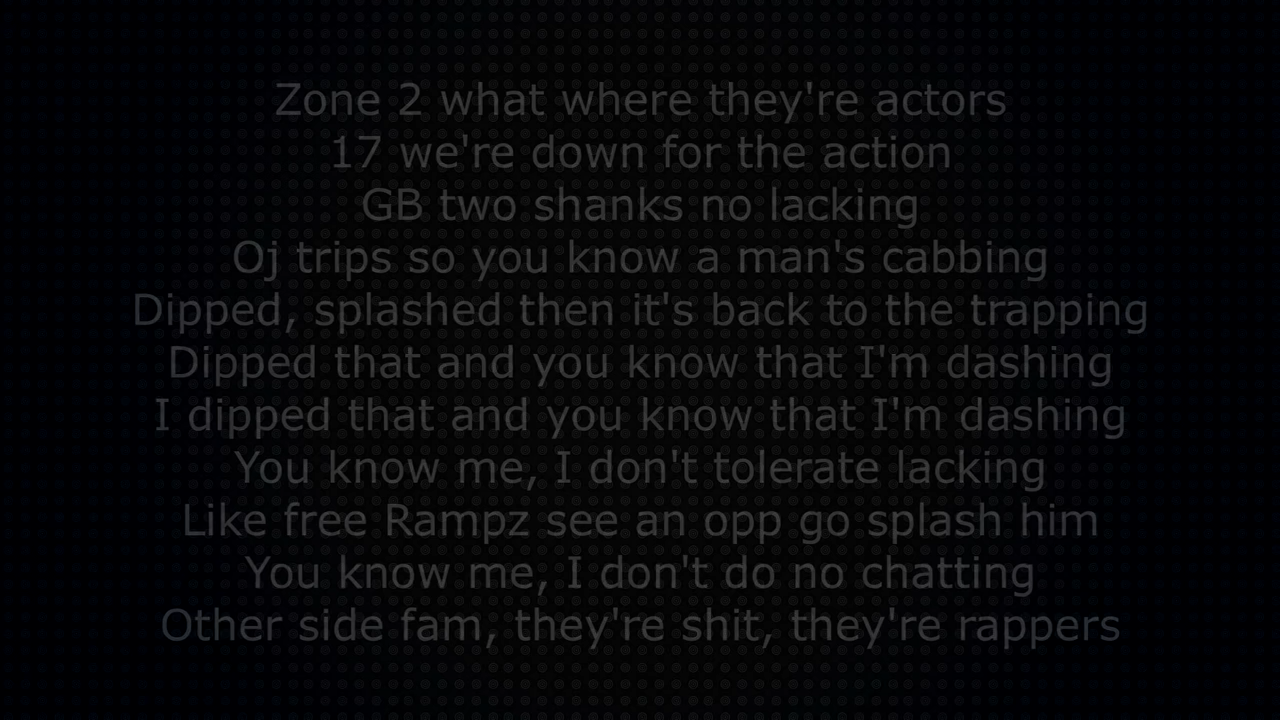 Zone 2 what where they're actors
17 we're down for the action
GB two shanks no lacking
Oj trips so you know a man's cabbing
Dipped, splashed then it's back to the trapping
Dipped that and you know that I'm dashing
I dipped that and you know that I'm dashing
You know me, I don't tolerate lacking
Like free Rampz see an opp go splash him
You know me, I don't do no chatting
Other side fam, they're shit, they're rappers